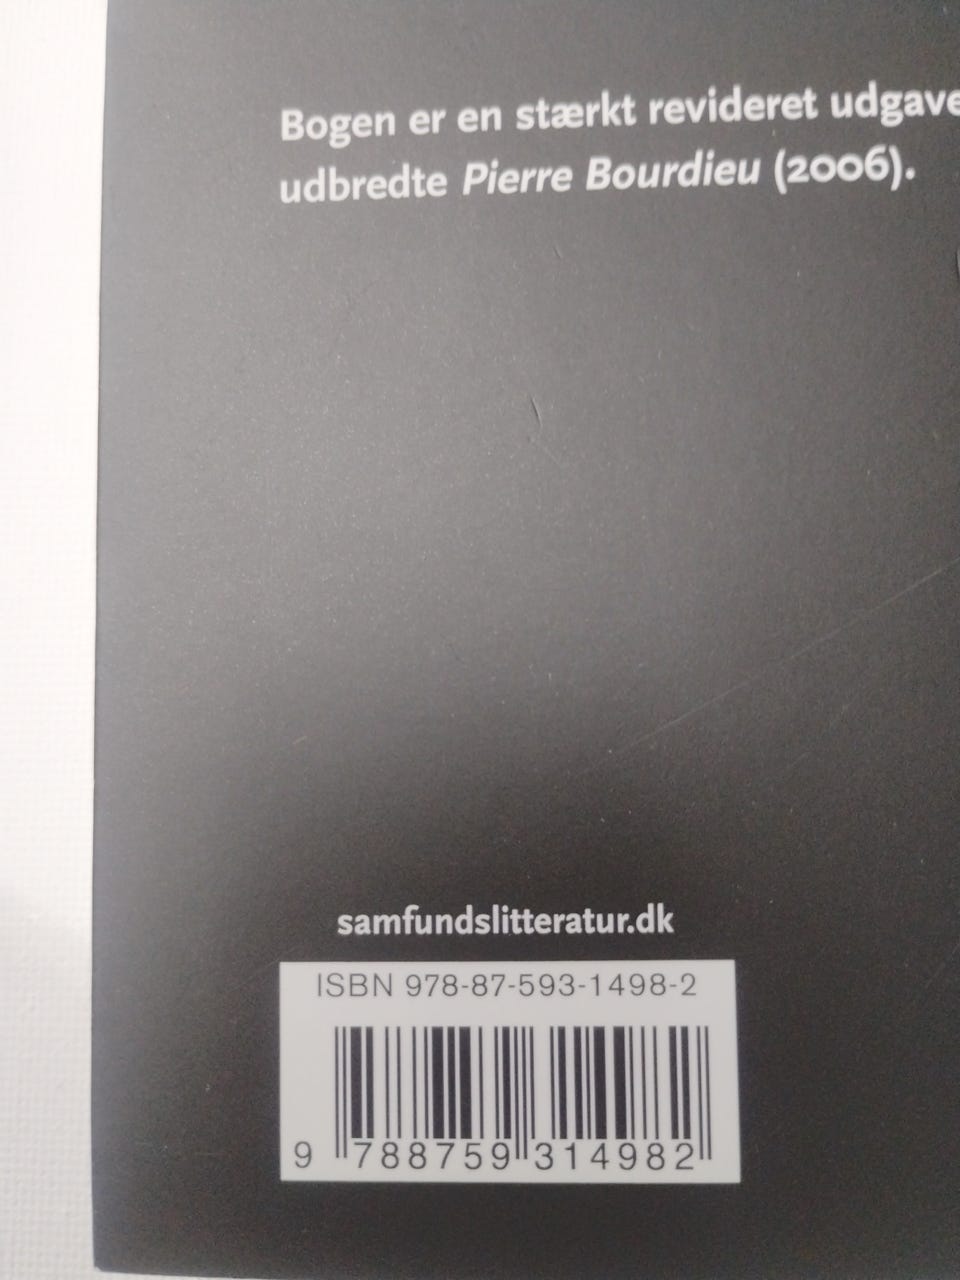 Bogen er en stærkt revideret udgave
udbredte Pierre Bourdieu (2006).
samfundslitteratur.dk
ISBN 978-87-593-1498-2
9 788759 314982